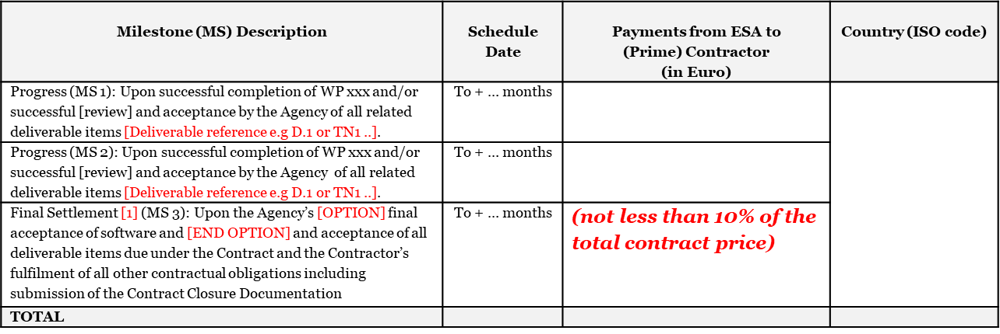 Milestone (MS) Description
Schedule
Date
Payments from ESA to
(Prime) Contractor
(in Euro)
Country (ISO code)
Progress (MS 1): Upon successful completion of WP xxx and/or
successful [review] and acceptance by the Agency of all related
deliverable items [Deliverable reference e.g D.1 or TN1 ..].
To + ... months
Progress (MS 2): Upon successful completion of WP xxx and/or
successful [review] and acceptance by the Agency of all related
deliverable items [Deliverable reference e.g D.1 or TN1 ..].
To + ... months
Final Settlement [1] (MS 3): Upon the Agency’s [OPTION] final
acceptance of software and [END OPTION] and acceptance of all
deliverable items due under the Contract and the Contractor’s
fulfilment of all other contractual obligations including
submission of the Contract Closure Documentation
To + ... months
(not less than 10% of the
total contract price)
TOTAL